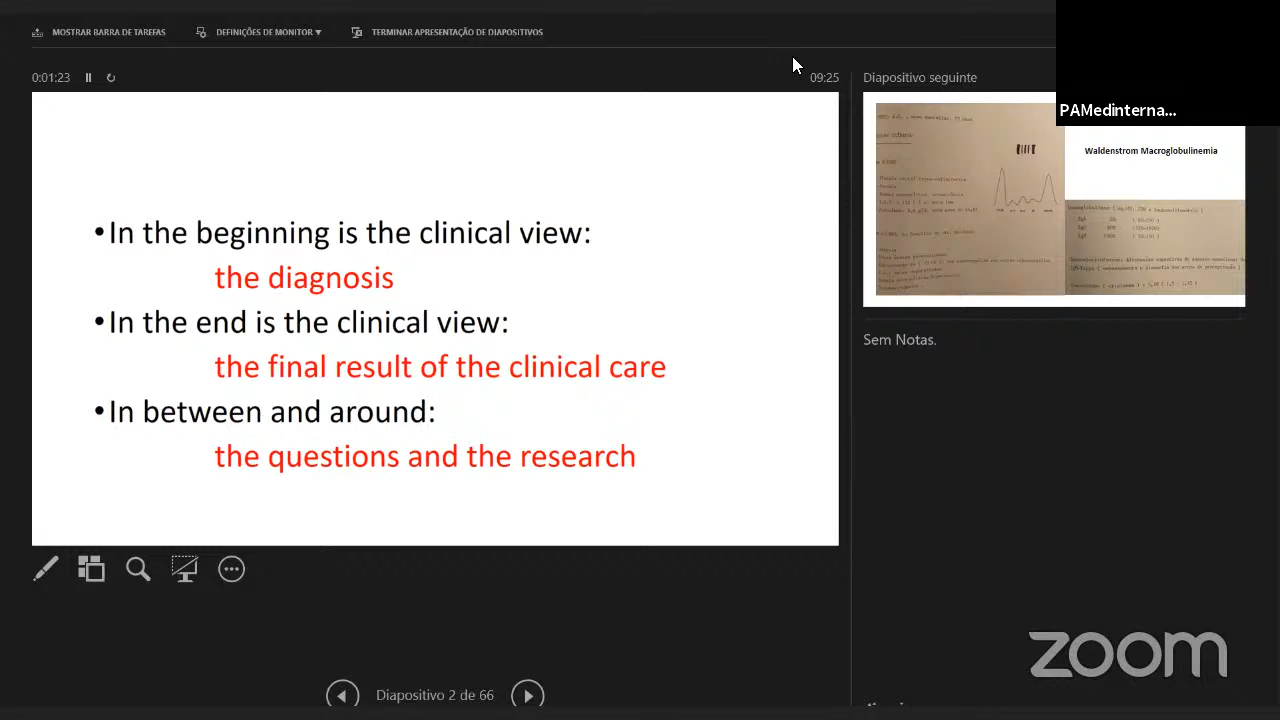 MOSTRAR BARRA DE TAREFAS
DEFINIÇÕES DE MONITOR ▼
TERMINAR APRESENTAÇÃO DE DIAPOSITIVOS
0:01:23
09:25
Diapositivo seguinte
PAMedinterna...
•In the beginning is the clinical view:
the diagnosis
•In the end is the clinical view:
the final result of the clinical care
•In between and around:
the questions and the research
Waldenstrom Macroglobulinemia
Sem Notas.
zoom
Diapositivo 2 de 66